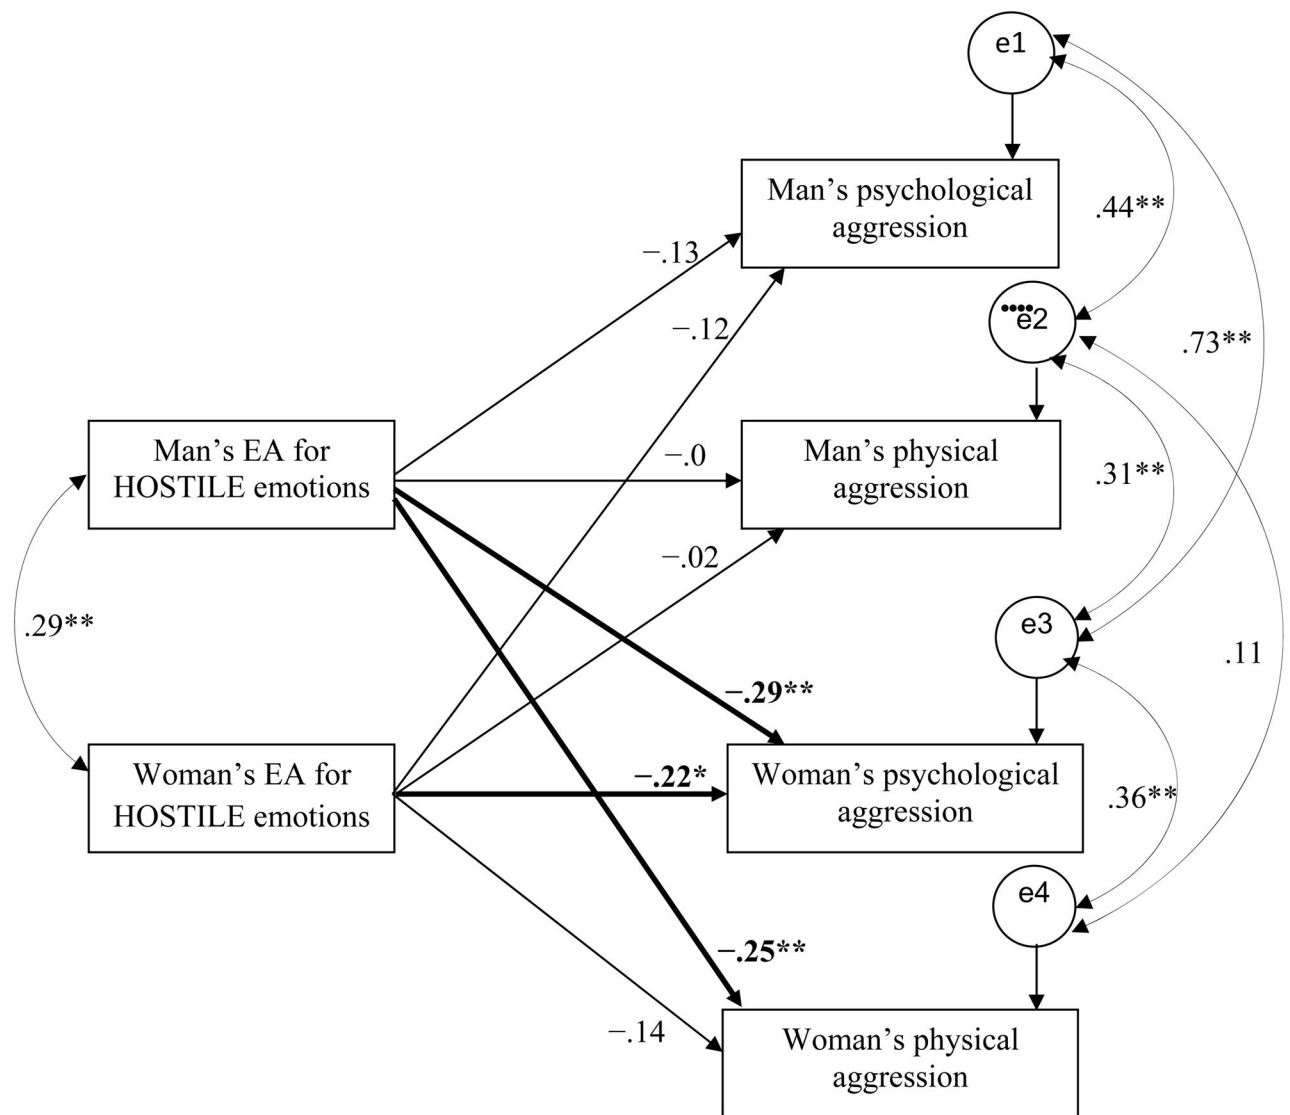 e1
Man’s psychological
aggression
.44**
−.13
e2
−.12
.73**
Man’s EA for
HOSTILE emotions
−.0
Man’s physical
aggression
.31**
−.02
.29**
e3
.11
−.29**
Woman’s EA for
HOSTILE emotions
−.22*
Woman’s psychological
aggression
.36**
e4
−.25**
−.14
Woman’s physical
aggression